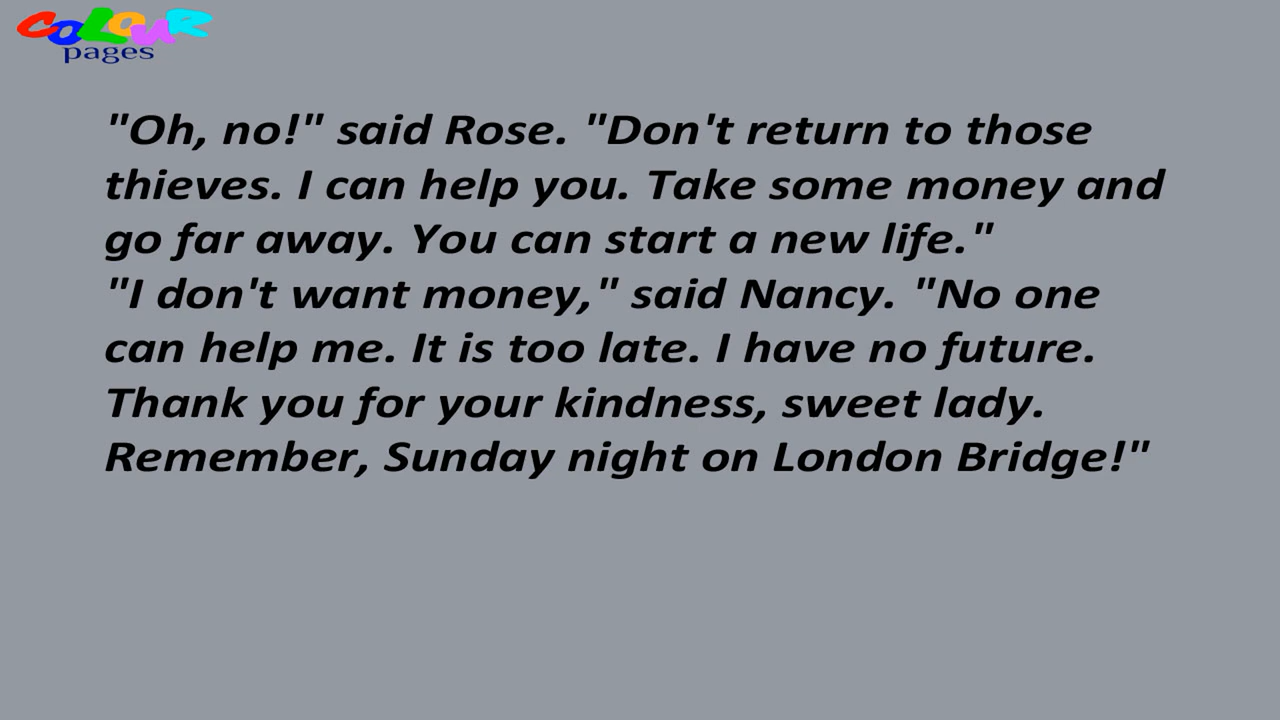 COLOUR
pages
"Oh, no!" said Rose. "Don't return to those
thieves. I can help you. Take some money and
go far away. You can start a new life."
"I don't want money," said Nancy. "No one
can help me. It is too late. I have no future.
Thank you for your kindness, sweet lady.
Remember, Sunday night on London Bridge!"